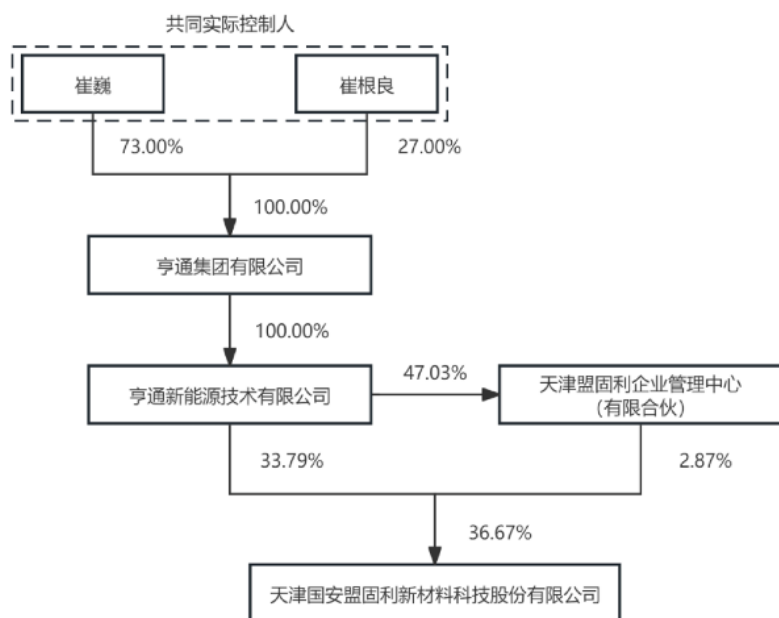 共同实际控制人
崔巍
崔根良
73.00%
27.00%
100.00%
亨通集团有限公司
100.00%
亨通新能源技术有限公司
47.03%
天津盟固利企业管理中心
（有限合伙）
33.79%
2.87%
36.67%
天津国安盟固利新材料科技股份有限公司